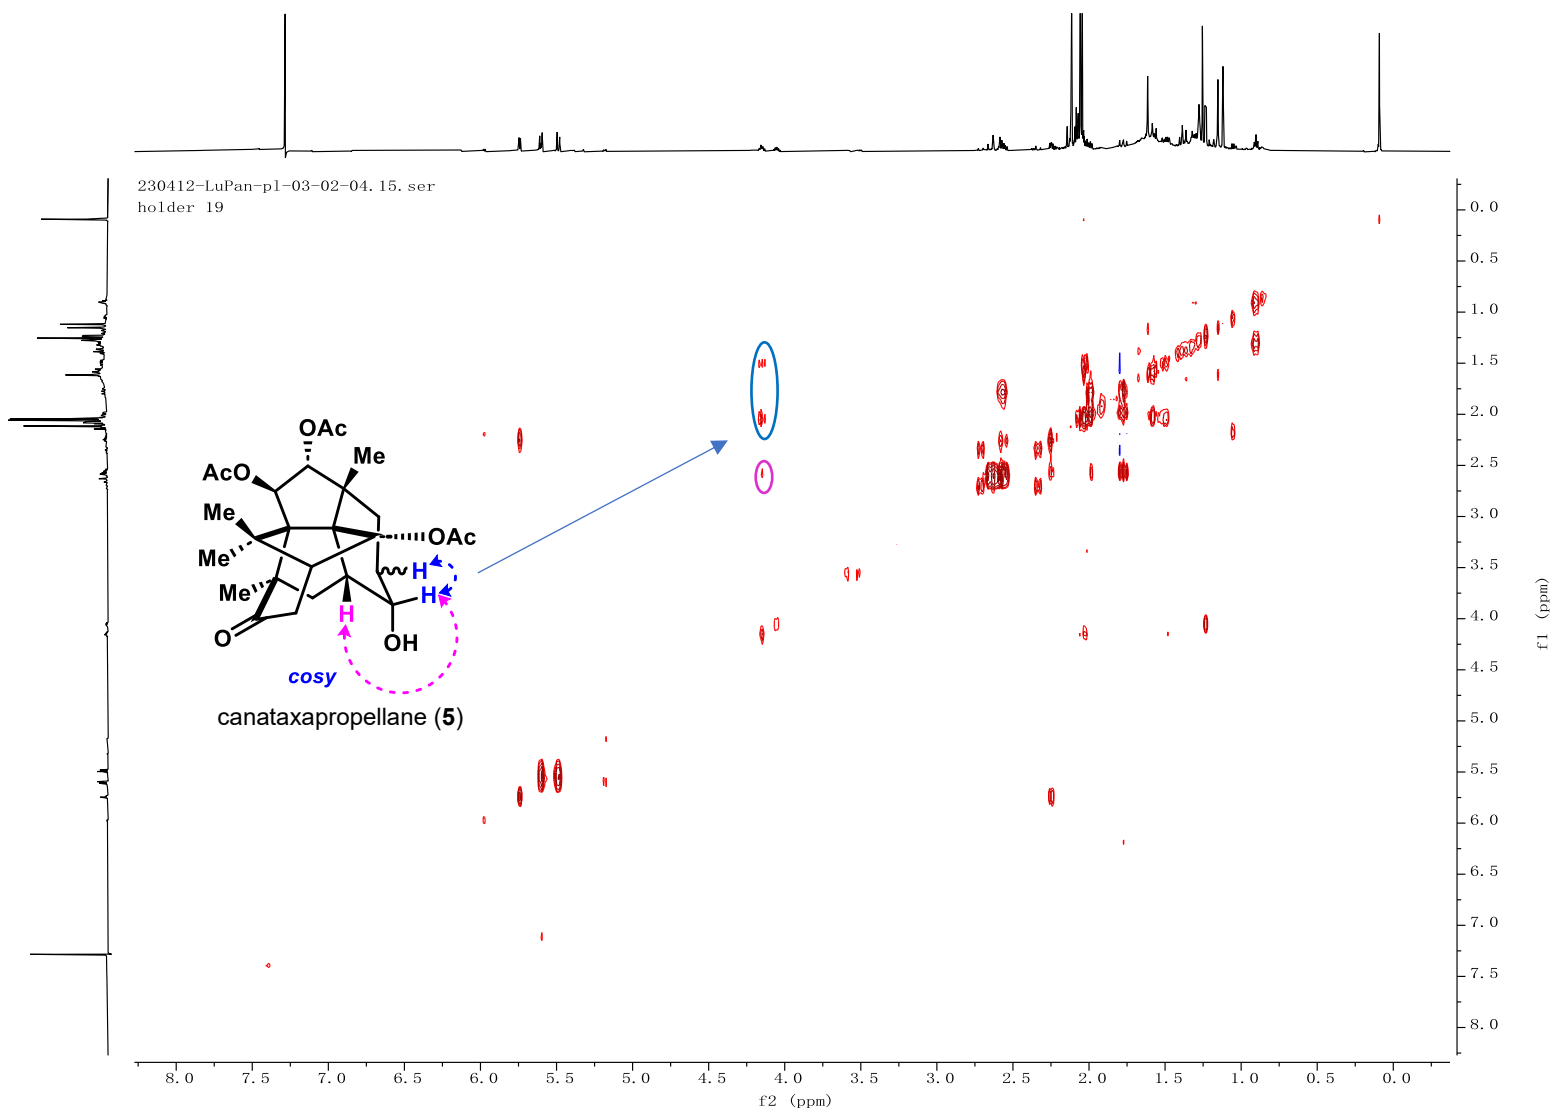 230412-LuPan-pl-03-02-04.15.ser
holder 19
OAc
AcO
Me
Me
OAc
Me
H
Me
H
H
O
OH
cosy
canataxapropellane (5)
0.0
0.5
1.0
1.5
2.0
2.5
3.0
3.5
4.0
4.5
5.0
5.5
6.0
6.5
7.0
7.5
8.0
f1 (ppm)
8.0 7.5 7.0 6.5 6.0 5.5 5.0 4.5 4.0 3.5 3.0 2.5 2.0 1.5 1.0 0.5 0.0
f2 (ppm)